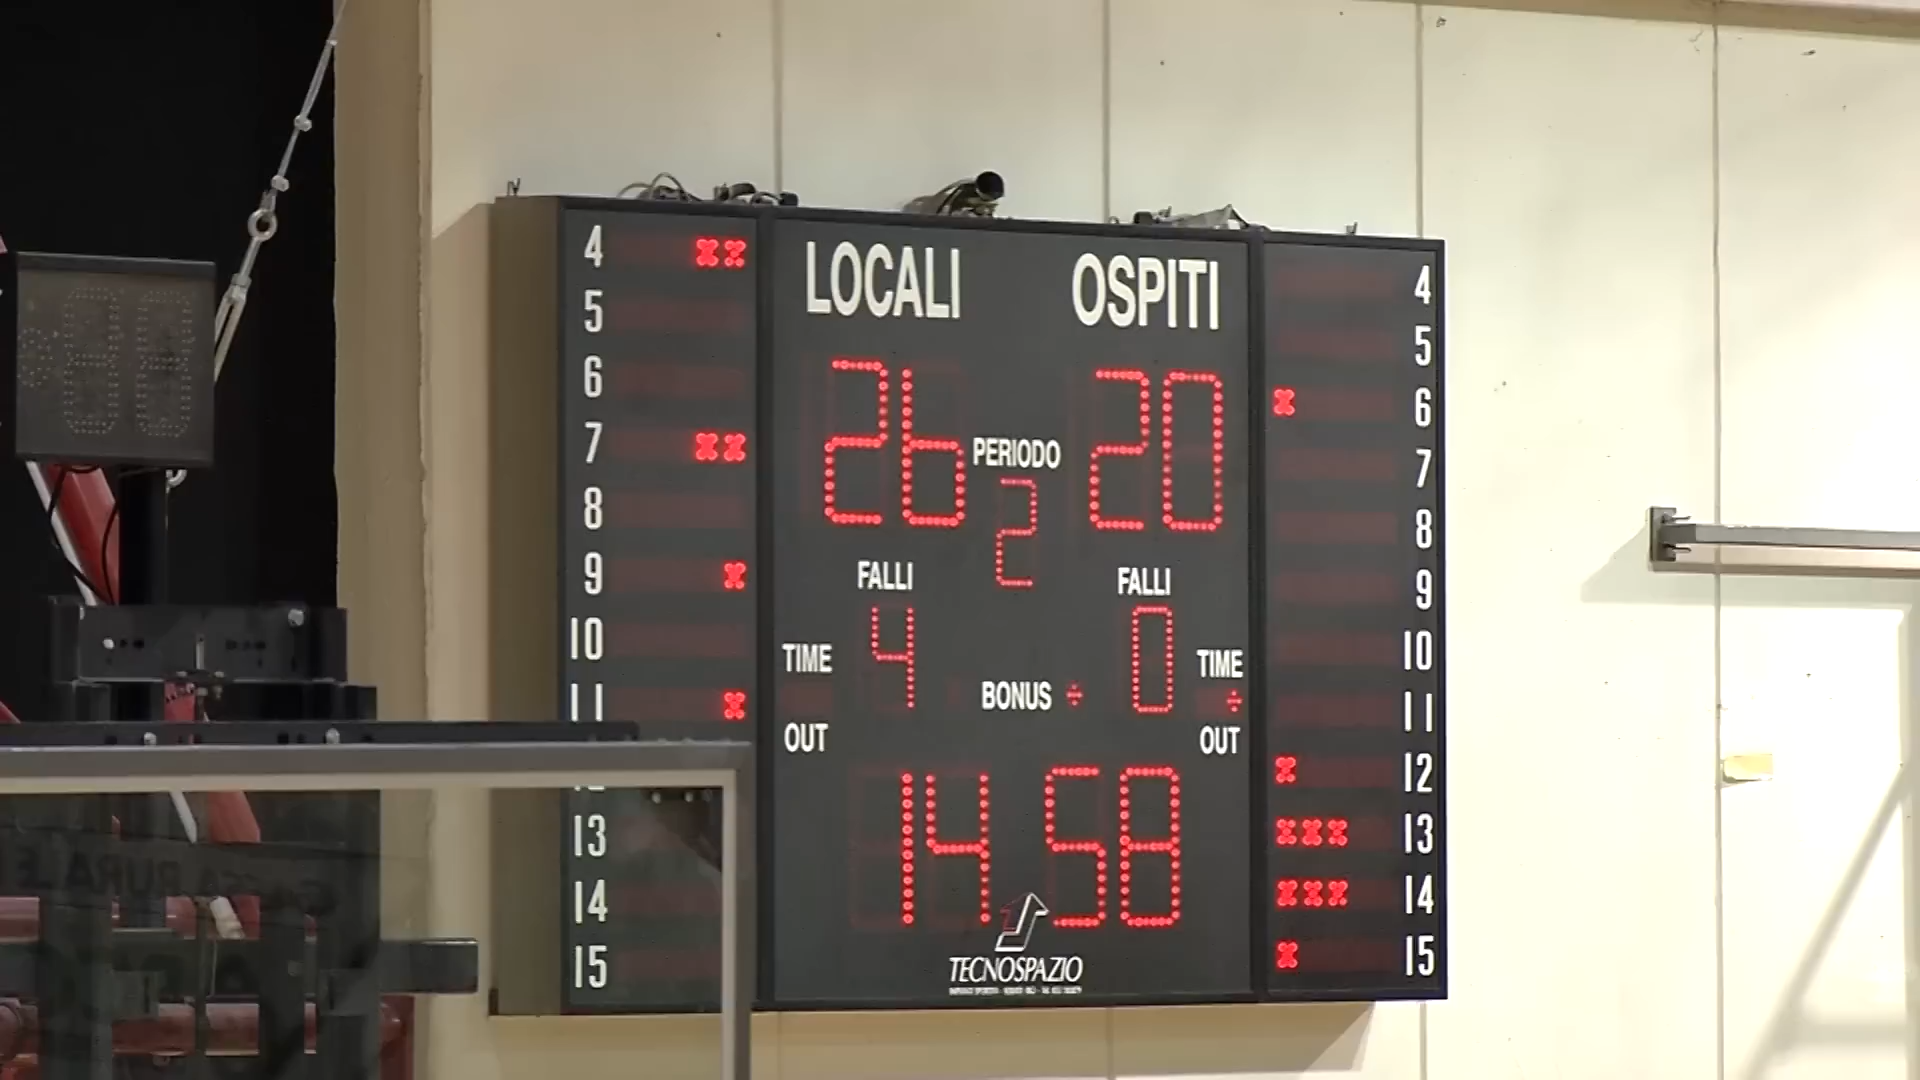 LOCALI
OSPITI
26
20
PERIODO
2
FALLI
FALLI
4
0
TIME
OUT
BONUS
TIME
OUT
14 58
TECNOSPAZIO
4
5
6
7
8
9
10
11
13
14
15
4
5
6
7
8
9
10
11
12
13
14
15